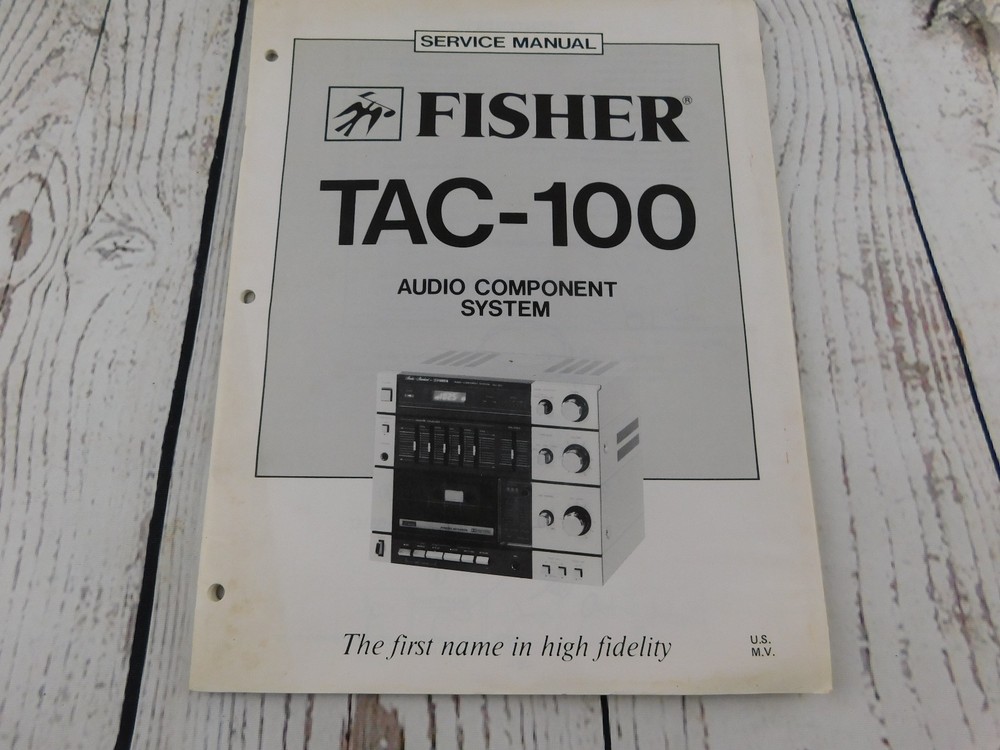 SERVICE MANUAL
FISHER®
TAC-100
AUDIO COMPONENT
SYSTEM
The first name in high fidelity
U.S.
M.V.